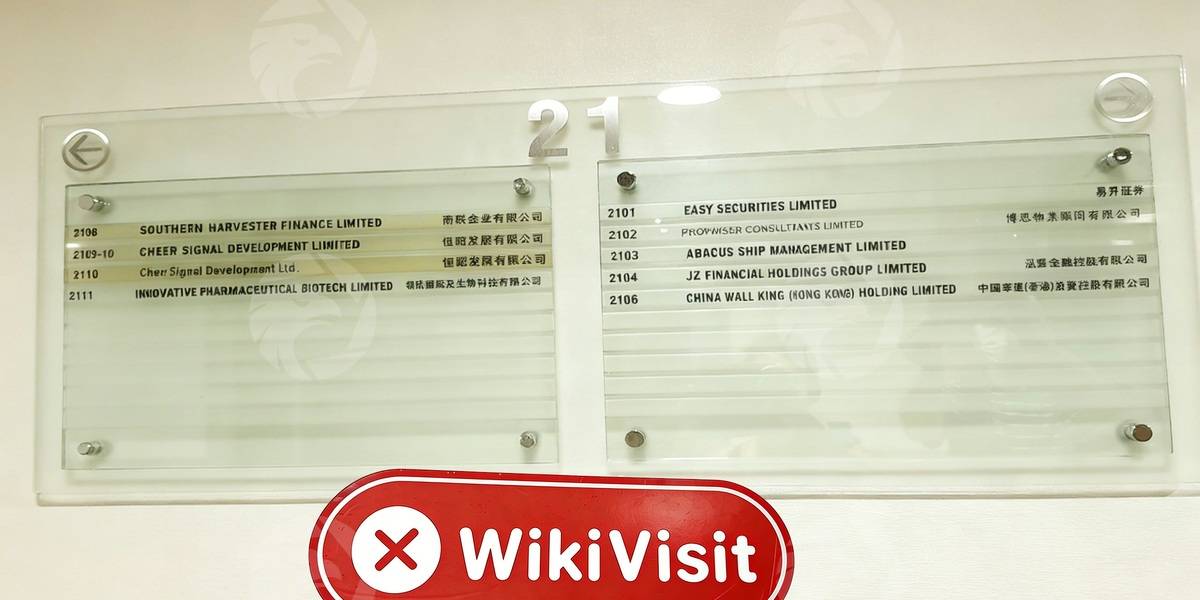 21
2108 SOUTHERN HARVESTER FINANCE LIMITED 南联金业有限公司
2109-10 CHEER SIGNAL DEVELOPMENT LIMITED 恒昭发展有限公司
2110 Cheer Signal Development Ltd. 恒昭发展有限公司
2111 INNOVATIVE PHARMACEUTICAL BIOTECH LIMITED
易昇証券
2101 EASY SECURITIES LIMITED
2102 PROWISER CONSULTANTS LIMITED
2103 ABACUS SHIP MANAGEMENT LIMITED
2104 JZ FINANCIAL HOLDINGS GROUP LIMITED
2106 CHINA WALL KING (HONG KONG) HOLDING LIMITED
WikiVisit